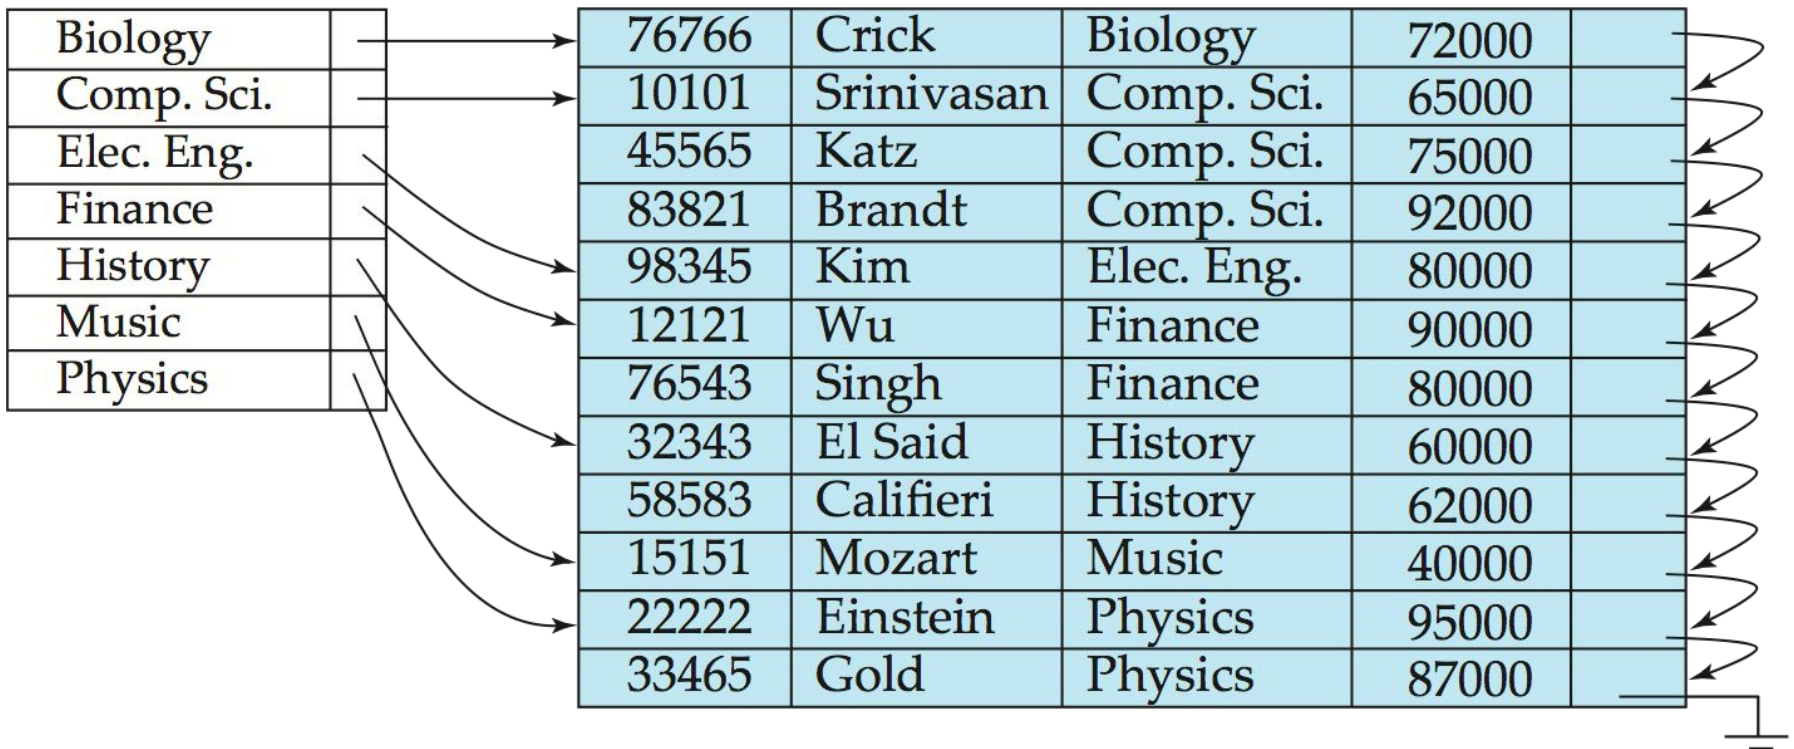 Biology
Comp. Sci.
Elec. Eng.
Finance
History
Music
Physics
76766 Crick Biology 72000
10101 Srinivasan Comp. Sci. 65000
45565 Katz Comp. Sci. 75000
83821 Brandt Comp. Sci. 92000
98345 Kim Elec. Eng. 80000
12121 Wu Finance 90000
76543 Singh Finance 80000
32343 El Said History 60000
58583 Califieri History 62000
15151 Mozart Music 40000
22222 Einstein Physics 95000
33465 Gold Physics 87000